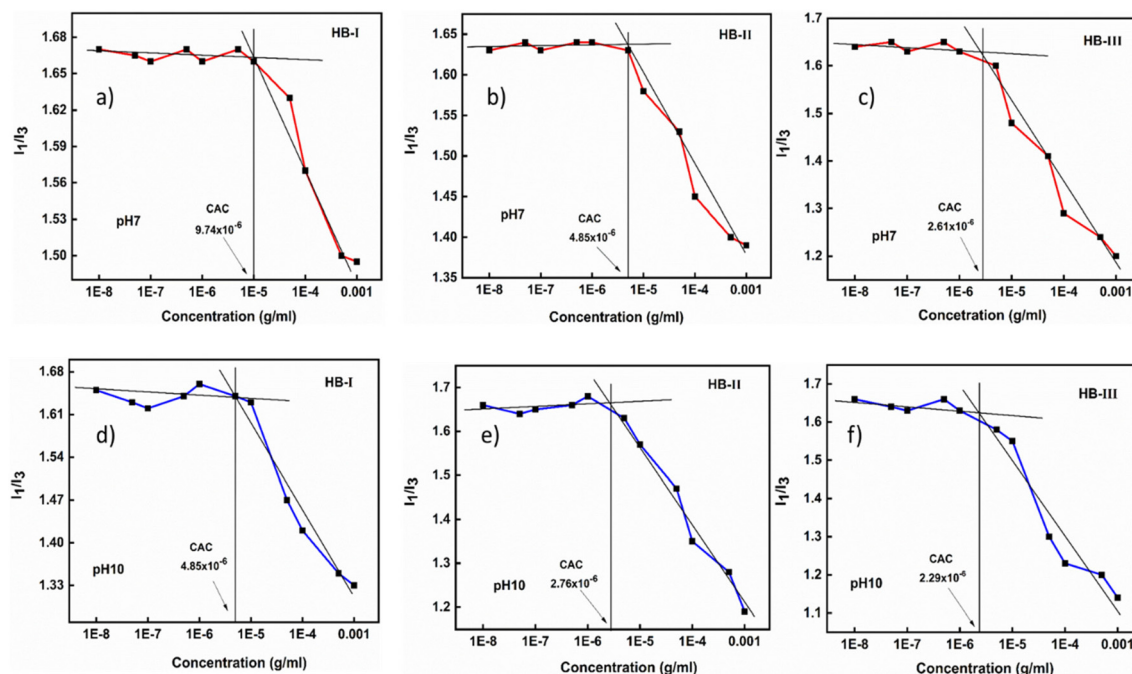 HB-I
1.68
1.65
1.62
1.59
1.56
1.53
1.50
I₁/I₃
a)
pH7
CAC
9.74x10⁻⁶
1E-8 1E-7 1E-6 1E-5 1E-4 0.001
Concentration (g/ml)
HB-II
1.65
1.60
1.55
1.50
1.45
1.40
1.35
I₁/I₃
b)
pH7
CAC
4.85x10⁻⁶
1E-8 1E-7 1E-6 1E-5 1E-4 0.001
Concentration (g/ml)
HB-III
1.7
1.6
1.5
1.4
1.3
1.2
I₁/I₃
c)
pH7
CAC
2.61x10⁻⁶
1E-8 1E-7 1E-6 1E-5 1E-4 0.001
Concentration (g/ml)
HB-I
1.68
1.61
1.54
1.47
1.40
1.33
I₁/I₃
d)
pH10
CAC
4.85x10⁻⁶
1E-8 1E-7 1E-6 1E-5 1E-4 0.001
Concentration (g/ml)
HB-II
1.7
1.6
1.5
1.4
1.3
1.2
I₁/I₃
e)
pH10
CAC
2.76x10⁻⁶
1E-8 1E-7 1E-6 1E-5 1E-4 0.001
Concentration (g/ml)
HB-III
1.7
1.6
1.5
1.4
1.3
1.2
1.1
I₁/I₃
f)
pH10
CAC
2.29x10⁻⁶
1E-8 1E-7 1E-6 1E-5 1E-4 0.001
Concentration (g/ml)